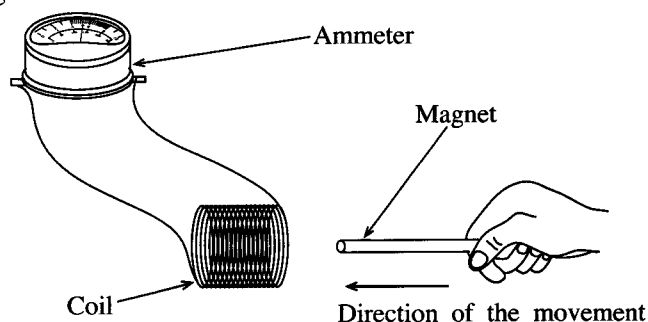 Ammeter
Magnet
Coil
Direction of the movement